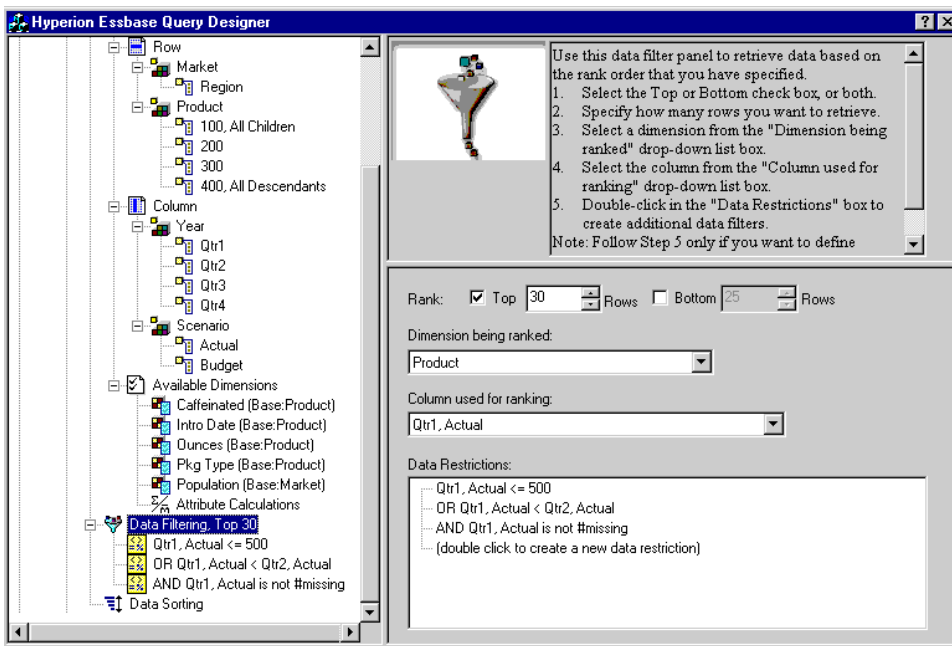 Hyperion Essbase Query Designer
Row
Market
Region
Product
100, All Children
200
300
400, All Descendants
Column
Year
Qtr1
Qtr2
Qtr3
Qtr4
Scenario
Actual
Budget
Available Dimensions
Caffeinated (Base:Product)
Intro Date (Base:Product)
Ounces (Base:Product)
Pkg Type (Base:Product)
Population (Base:Market)
Attribute Calculations
Data Filtering, Top 30
Qtr1, Actual <= 500
OR Qtr1, Actual < Qtr2, Actual
AND Qtr1, Actual is not #missing
Data Sorting
Use this data filter panel to retrieve data based on
the rank order that you have specified.
1. Select the Top or Bottom check box, or both.
2. Specify how many rows you want to retrieve.
3. Select a dimension from the "Dimension being
ranked" drop-down list box.
4. Select the column from the "Column used for
ranking" drop-down list box.
5. Double-click in the "Data Restrictions" box to
create additional data filters.
Note: Follow Step 5 only if you want to define
Rank: Top 30 Rows Bottom 25 Rows
Dimension being ranked:
Product
Column used for ranking:
Qtr1, Actual
Data Restrictions:
Qtr1, Actual <= 500
OR Qtr1, Actual < Qtr2, Actual
AND Qtr1, Actual is not #missing
(double click to create a new data restriction)